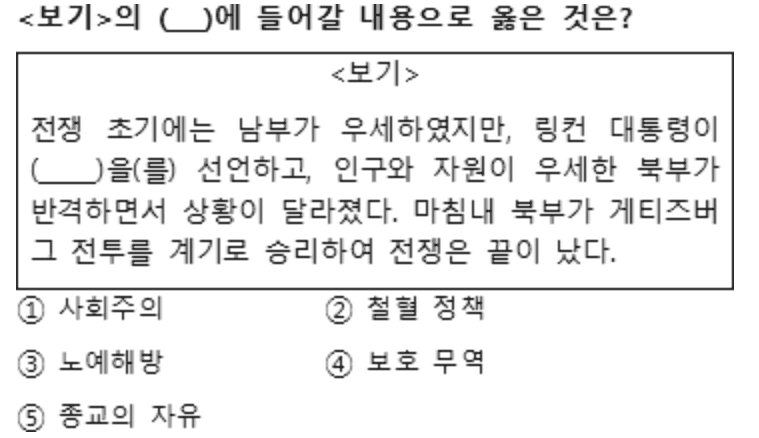 <보기>의 (__)에 들어갈 내용으로 옳은 것은?
<보기>
전쟁 초기에는 남부가 우세하였지만, 링컨 대통령이
(___)을(를) 선언하고, 인구와 자원이 우세한 북부가
반격하면서 상황이 달라졌다. 마침내 북부가 게티즈버
그 전투를 계기로 승리하여 전쟁은 끝이 났다.
① 사회주의 ② 철혈 정책
③ 노예해방 ④ 보호 무역
⑤ 종교의 자유